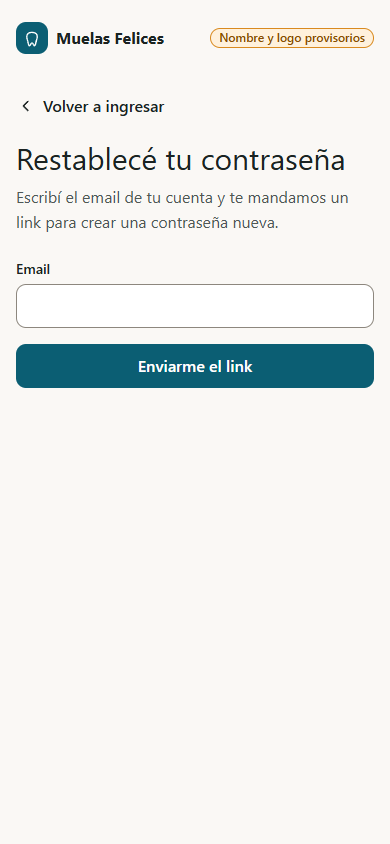 Muelas Felices
Nombre y logo provisorios
Volver a ingresar
Restablecé tu contraseña
Escribí el email de tu cuenta y te mandamos un
link para crear una contraseña nueva.
Email
Enviarme el link